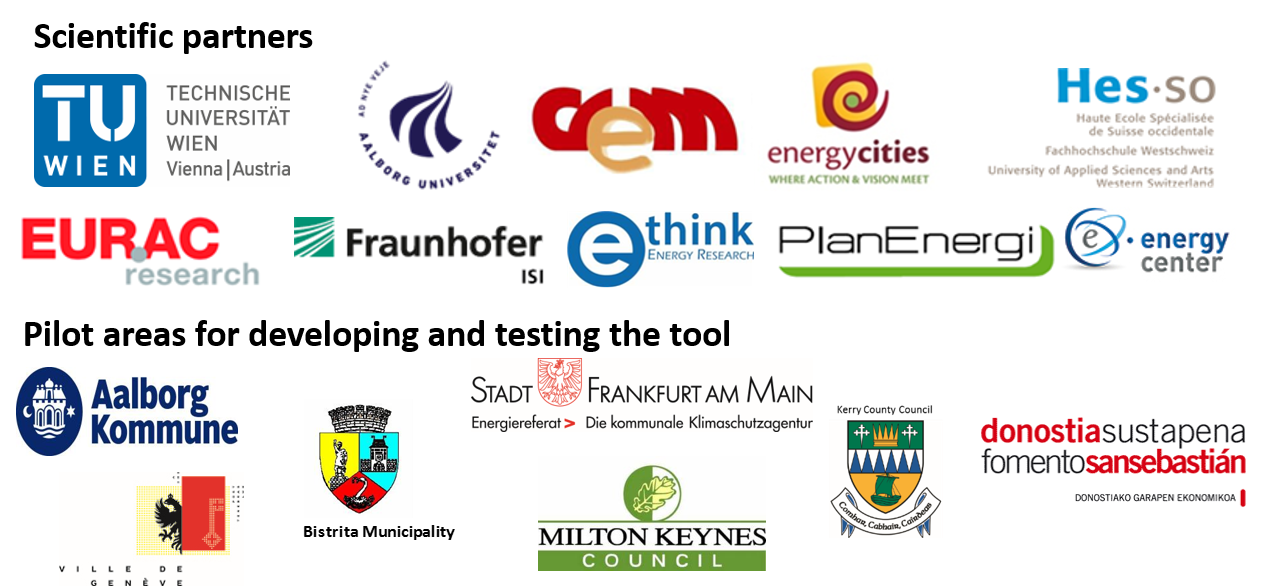 Scientific partners
TU
WIEN
TECHNISCHE
UNIVERSITÄT
WIEN
Vienna|Austria
AD NYE VEJE
AALBORG UNIVERSITET
crem
energycities
WHERE ACTION & VISION MEET
Hes·so
Haute Ecole Spécialisée
de Suisse occidentale
Fachhochschule Westschweiz
University of Applied Sciences and Arts
Western Switzerland
EURAC
research
Fraunhofer
ISI
e think
ENERGY RESEARCH
PlanEnergi
e energy
center
Pilot areas for developing and testing the tool
Aalborg
Kommune
Bistrita Municipality
STADT FRANKFURT AM MAIN
Energiereferat> Die kommunale Klimaschutzagentur
Kerry County Council
Comhar, Cabhair, Cairdeas
donostiasustapena
fomentosansebastián
DONOSTIAKO GARAPEN EKONOMIKOA
VILLE DE
GENÈVE
MILTON KEYNES
COUNCIL